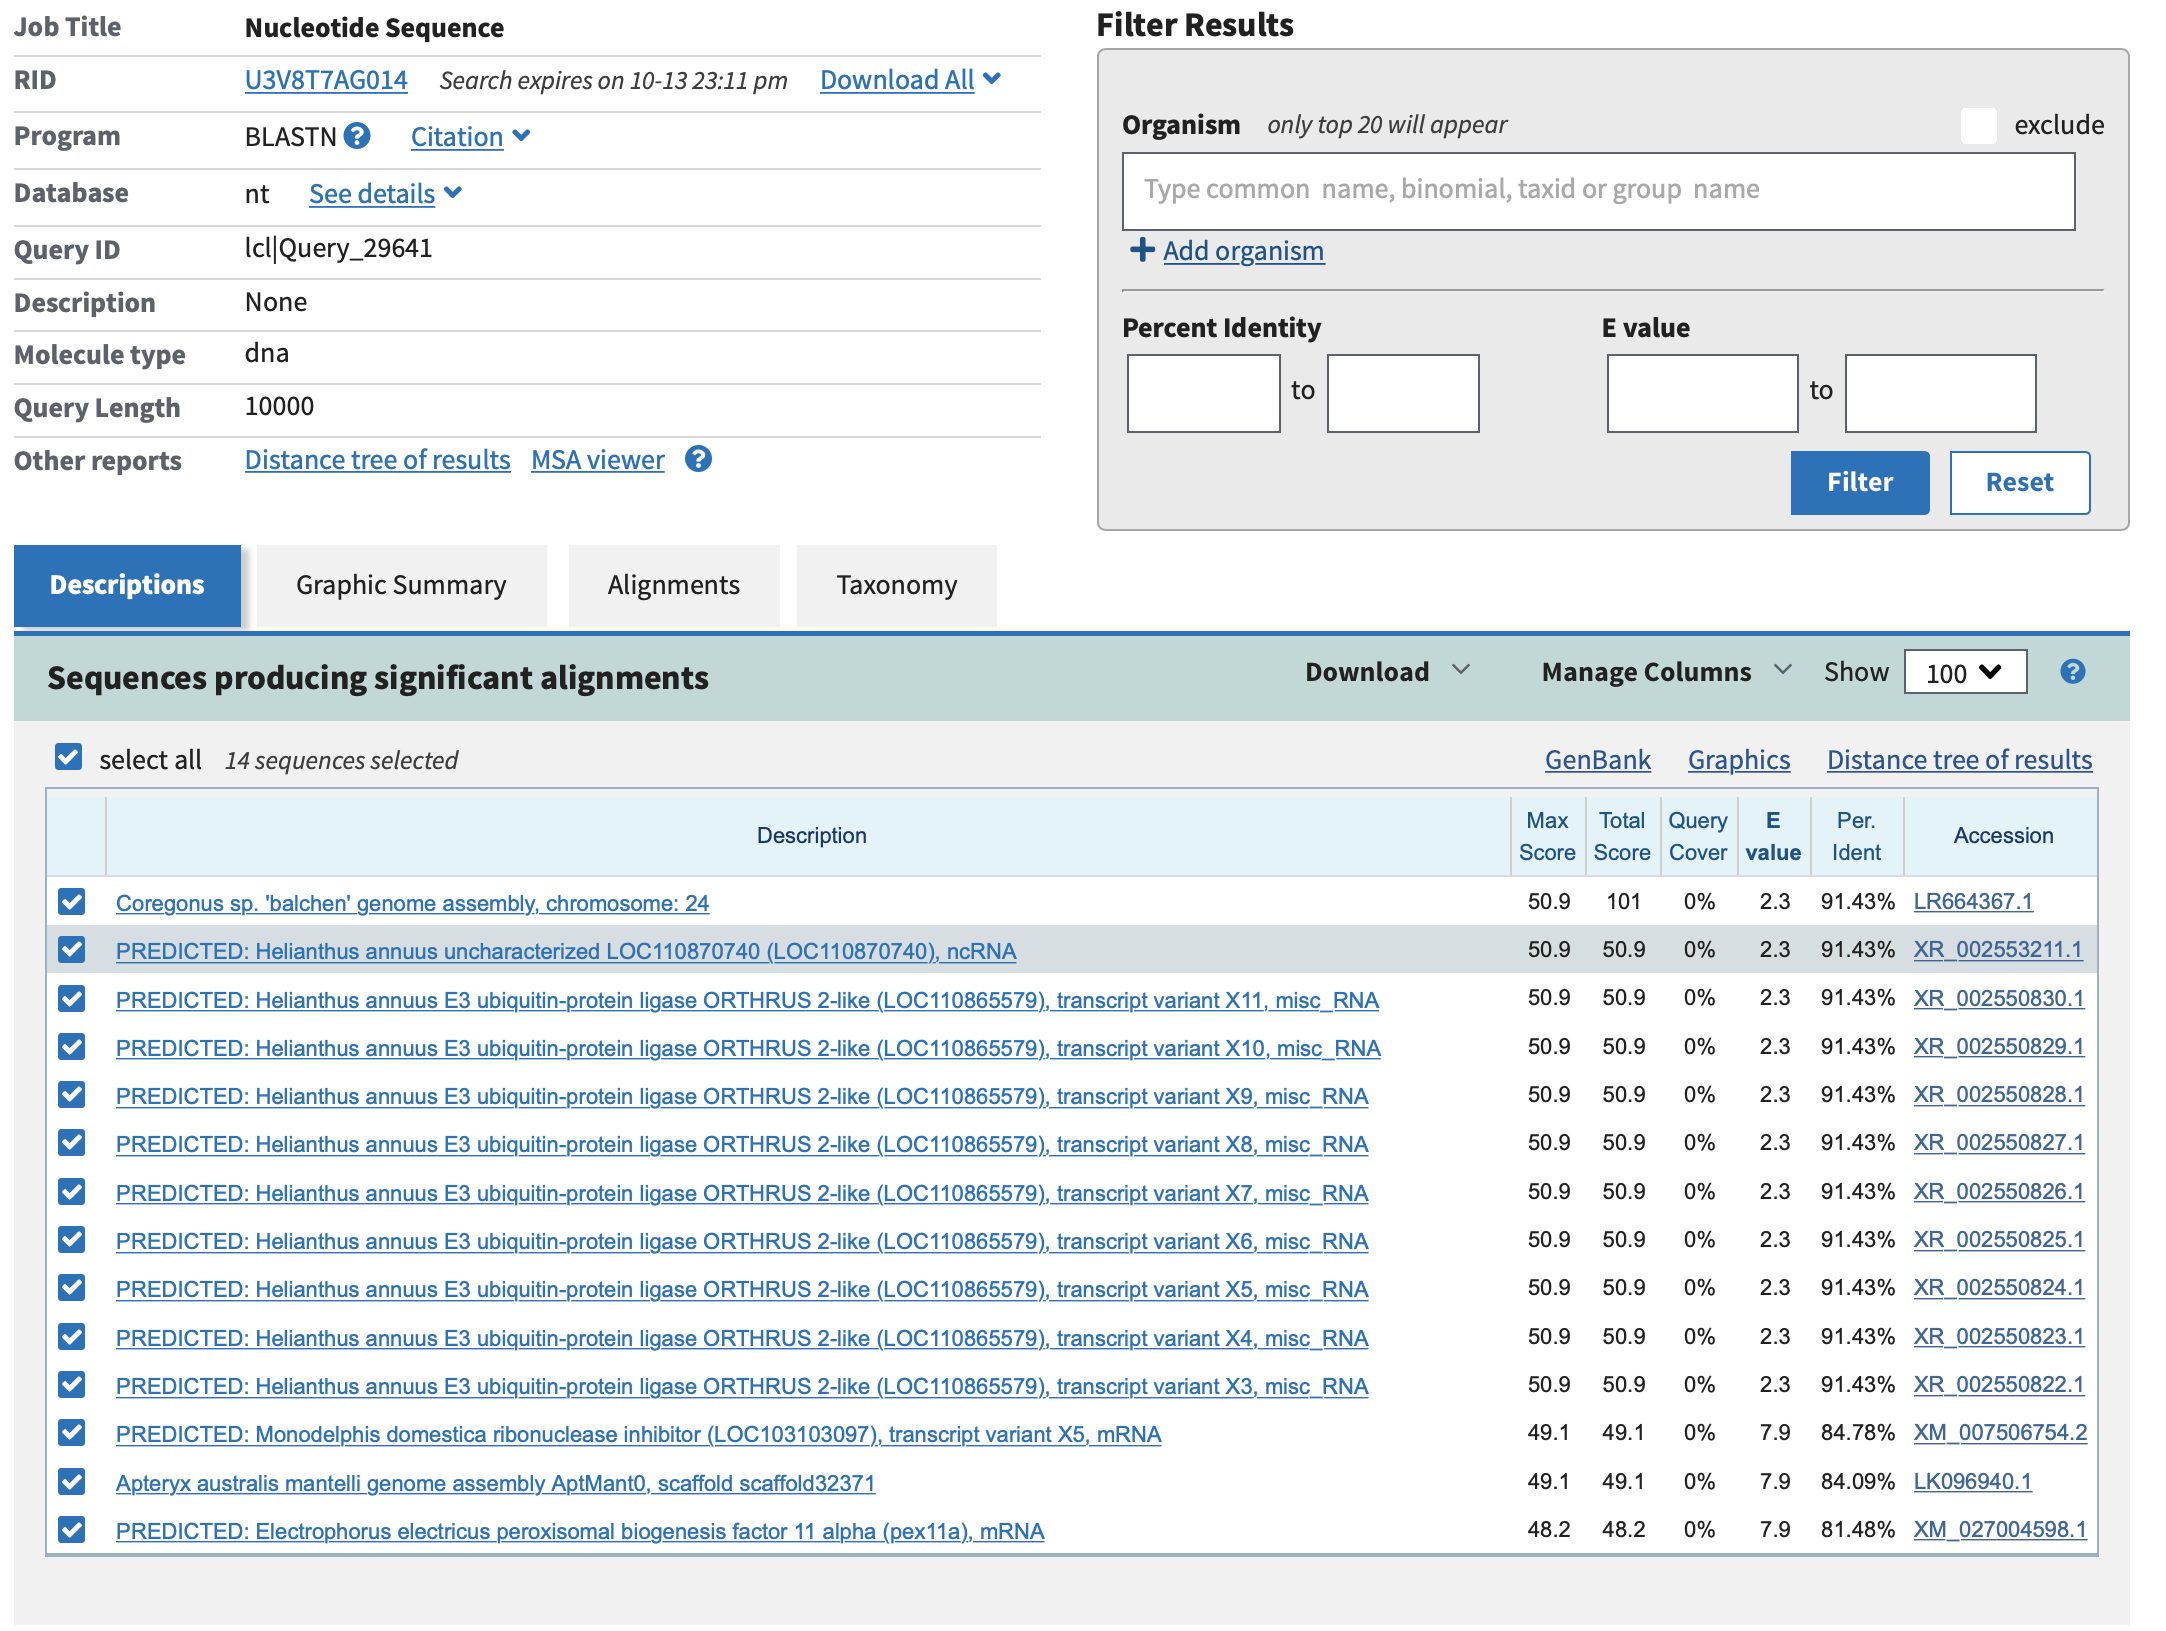 Job Title Nucleotide Sequence
RID U3V8T7AG014 Search expires on 10-13 23:11 pm Download All
Program BLASTN ? Citation
Database nt See details
Query ID lcl|Query_29641
Description None
Molecule type dna
Query Length 10000
Other reports Distance tree of results MSA viewer ?
Filter Results
Organism only top 20 will appear exclude
Type common name, binomial, taxid or group name
+ Add organism
Percent Identity E value
to to
Filter Reset
Descriptions Graphic Summary Alignments Taxonomy
Sequences producing significant alignments Download Manage Columns Show 100 ?
select all 14 sequences selected GenBank Graphics Distance tree of results
Description Max Score Total Score Query Cover E value Per. Ident Accession
Coregonus sp. 'balchen' genome assembly, chromosome: 24 50.9 101 0% 2.3 91.43% LR664367.1
PREDICTED: Helianthus annuus uncharacterized LOC110870740 (LOC110870740), ncRNA 50.9 50.9 0% 2.3 91.43% XR_002553211.1
PREDICTED: Helianthus annuus E3 ubiquitin-protein ligase ORTHRUS 2-like (LOC110865579), transcript variant X11, misc_RNA 50.9 50.9 0% 2.3 91.43% XR_002550830.1
PREDICTED: Helianthus annuus E3 ubiquitin-protein ligase ORTHRUS 2-like (LOC110865579), transcript variant X10, misc_RNA 50.9 50.9 0% 2.3 91.43% XR_002550829.1
PREDICTED: Helianthus annuus E3 ubiquitin-protein ligase ORTHRUS 2-like (LOC110865579), transcript variant X9, misc_RNA 50.9 50.9 0% 2.3 91.43% XR_002550828.1
PREDICTED: Helianthus annuus E3 ubiquitin-protein ligase ORTHRUS 2-like (LOC110865579), transcript variant X8, misc_RNA 50.9 50.9 0% 2.3 91.43% XR_002550827.1
PREDICTED: Helianthus annuus E3 ubiquitin-protein ligase ORTHRUS 2-like (LOC110865579), transcript variant X7, misc_RNA 50.9 50.9 0% 2.3 91.43% XR_002550826.1
PREDICTED: Helianthus annuus E3 ubiquitin-protein ligase ORTHRUS 2-like (LOC110865579), transcript variant X6, misc_RNA 50.9 50.9 0% 2.3 91.43% XR_002550825.1
PREDICTED: Helianthus annuus E3 ubiquitin-protein ligase ORTHRUS 2-like (LOC110865579), transcript variant X5, misc_RNA 50.9 50.9 0% 2.3 91.43% XR_002550824.1
PREDICTED: Helianthus annuus E3 ubiquitin-protein ligase ORTHRUS 2-like (LOC110865579), transcript variant X4, misc_RNA 50.9 50.9 0% 2.3 91.43% XR_002550823.1
PREDICTED: Helianthus annuus E3 ubiquitin-protein ligase ORTHRUS 2-like (LOC110865579), transcript variant X3, misc_RNA 50.9 50.9 0% 2.3 91.43% XR_002550822.1
PREDICTED: Monodelphis domestica ribonuclease inhibitor (LOC103103097), transcript variant X5, mRNA 49.1 49.1 0% 7.9 84.78% XM_007506754.2
Apteryx australis mantelli genome assembly AptMant0, scaffold scaffold32371 49.1 49.1 0% 7.9 84.09% LK096940.1
PREDICTED: Electrophorus electricus peroxisomal biogenesis factor 11 alpha (pex11a), mRNA 48.2 48.2 0% 7.9 81.48% XM_027004598.1